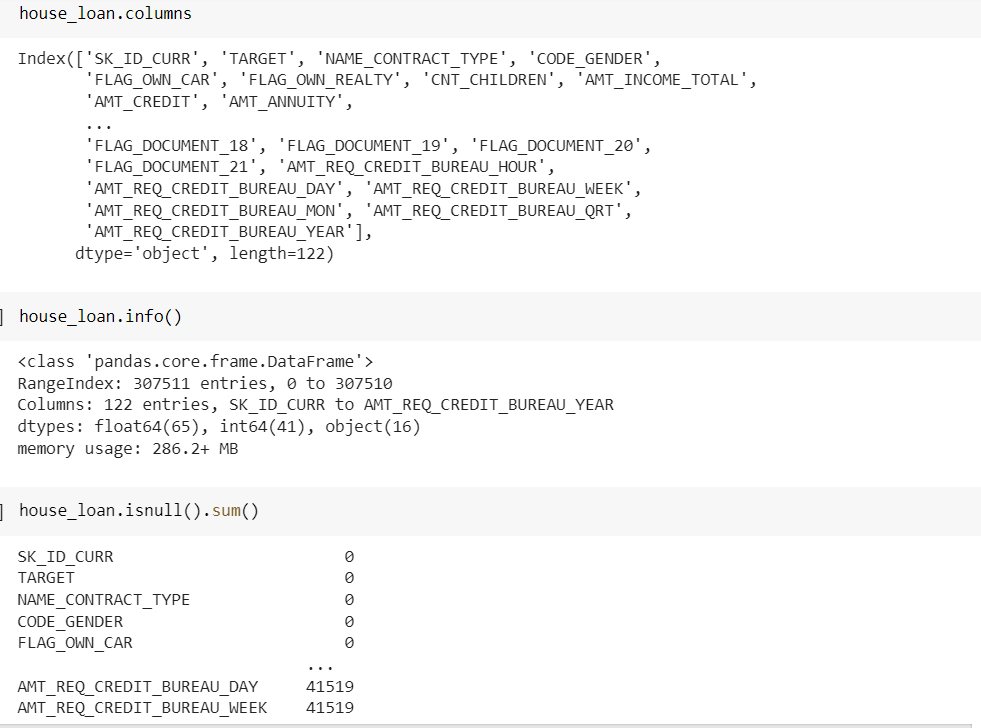 house_loan.columns
Index(['SK_ID_CURR', 'TARGET', 'NAME_CONTRACT_TYPE', 'CODE_GENDER',
'FLAG_OWN_CAR', 'FLAG_OWN_REALTY', 'CNT_CHILDREN', 'AMT_INCOME_TOTAL',
'AMT_CREDIT', 'AMT_ANNUITY',
...
'FLAG_DOCUMENT_18', 'FLAG_DOCUMENT_19', 'FLAG_DOCUMENT_20',
'FLAG_DOCUMENT_21', 'AMT_REQ_CREDIT_BUREAU_HOUR',
'AMT_REQ_CREDIT_BUREAU_DAY', 'AMT_REQ_CREDIT_BUREAU_WEEK',
'AMT_REQ_CREDIT_BUREAU_MON', 'AMT_REQ_CREDIT_BUREAU_QRT',
'AMT_REQ_CREDIT_BUREAU_YEAR'],
dtype='object', length=122)
] house_loan.info()
<class 'pandas.core.frame.DataFrame'>
RangeIndex: 307511 entries, 0 to 307510
Columns: 122 entries, SK_ID_CURR to AMT_REQ_CREDIT_BUREAU_YEAR
dtypes: float64(65), int64(41), object(16)
memory usage: 286.2+ MB
] house_loan.isnull().sum()
SK_ID_CURR 0
TARGET 0
NAME_CONTRACT_TYPE 0
CODE_GENDER 0
FLAG_OWN_CAR 0
...
AMT_REQ_CREDIT_BUREAU_DAY 41519
AMT_REQ_CREDIT_BUREAU_WEEK 41519